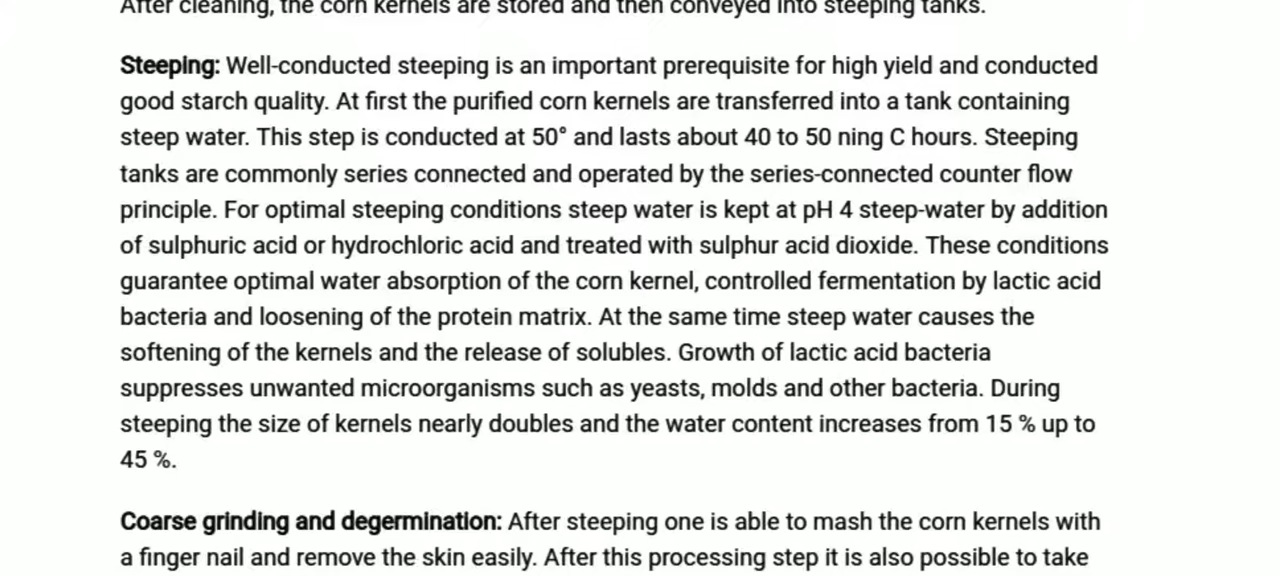 After cleaning, the corn kernels are stored and then conveyed into steeping tanks.
Steeping: Well-conducted steeping is an important prerequisite for high yield and conducted
good starch quality. At first the purified corn kernels are transferred into a tank containing
steep water. This step is conducted at 50° and lasts about 40 to 50 ning C hours. Steeping
tanks are commonly series connected and operated by the series-connected counter flow
principle. For optimal steeping conditions steep water is kept at pH 4 steep-water by addition
of sulphuric acid or hydrochloric acid and treated with sulphur acid dioxide. These conditions
guarantee optimal water absorption of the corn kernel, controlled fermentation by lactic acid
bacteria and loosening of the protein matrix. At the same time steep water causes the
softening of the kernels and the release of solubles. Growth of lactic acid bacteria
suppresses unwanted microorganisms such as yeasts, molds and other bacteria. During
steeping the size of kernels nearly doubles and the water content increases from 15 % up to
45 %.
Coarse grinding and degermination: After steeping one is able to mash the corn kernels with
a finger nail and remove the skin easily. After this processing step it is also possible to take